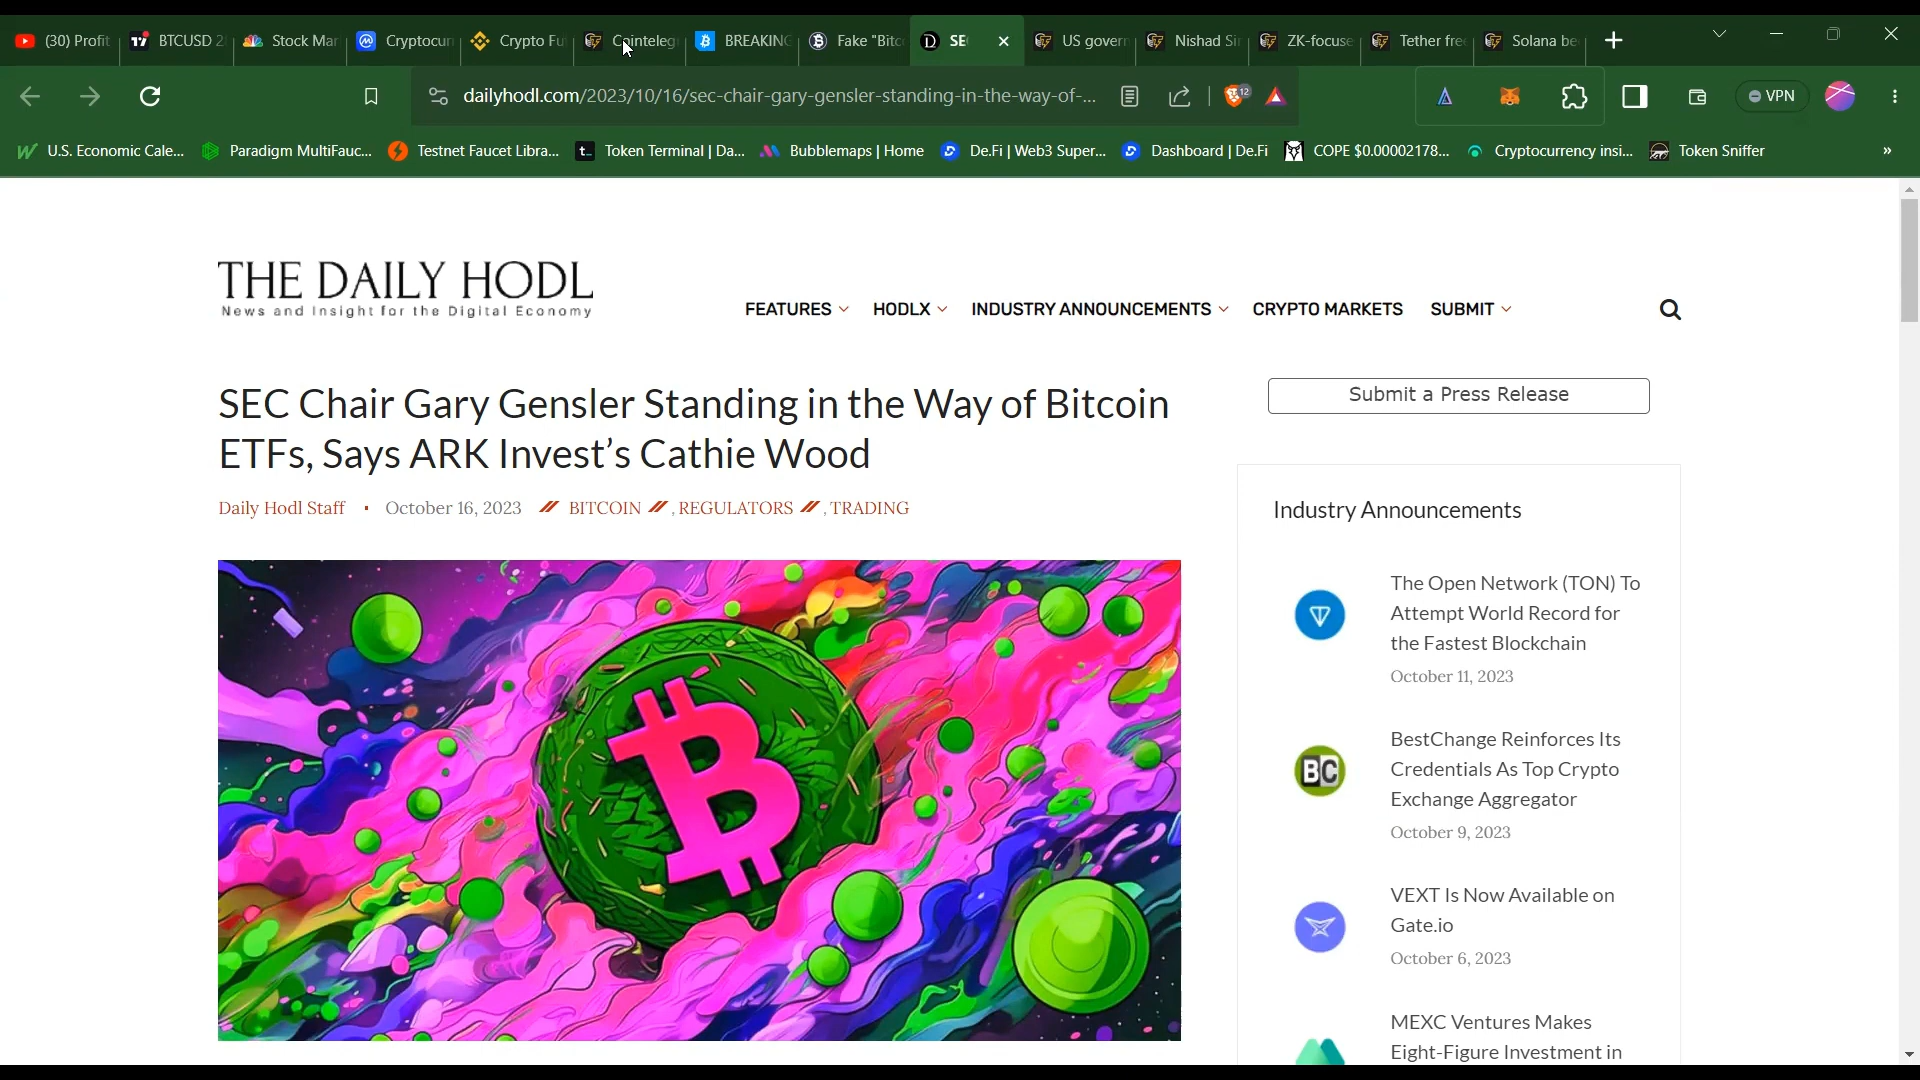 (30) Profit
BTCUSD 2
Stock Mar
Cryptocur
Crypto Fu
Cointeleg
BREAKING
Fake "Bitc
SE
US govern
Nishad Si
ZK-focuse
Tether fre
Solana be
dailyhodl.com/2023/10/16/sec-chair-gary-gensler-standing-in-the-way-of-...
12
VPN
U.S. Economic Cale...
Paradigm MultiFauc...
Testnet Faucet Libra...
Token Terminal | Da...
Bubblemaps | Home
De.Fi | Web3 Super...
Dashboard | De.Fi
COPE $0.00002178...
Cryptocurrency insi...
Token Sniffer
»
THE DAILY HODL
News and Insight for the Digital Economy
FEATURES
HODLX
INDUSTRY ANNOUNCEMENTS
CRYPTO MARKETS
SUBMIT
SEC Chair Gary Gensler Standing in the Way of Bitcoin
ETFs, Says ARK Invest’s Cathie Wood
Daily Hodl Staff • October 16, 2023 // BITCOIN //, REGULATORS //, TRADING
Submit a Press Release
Industry Announcements
The Open Network (TON) To
Attempt World Record for
the Fastest Blockchain
October 11, 2023
BC
BestChange Reinforces Its
Credentials As Top Crypto
Exchange Aggregator
October 9, 2023
VEXT Is Now Available on
Gate.io
October 6, 2023
MEXC Ventures Makes
Eight-Figure Investment in